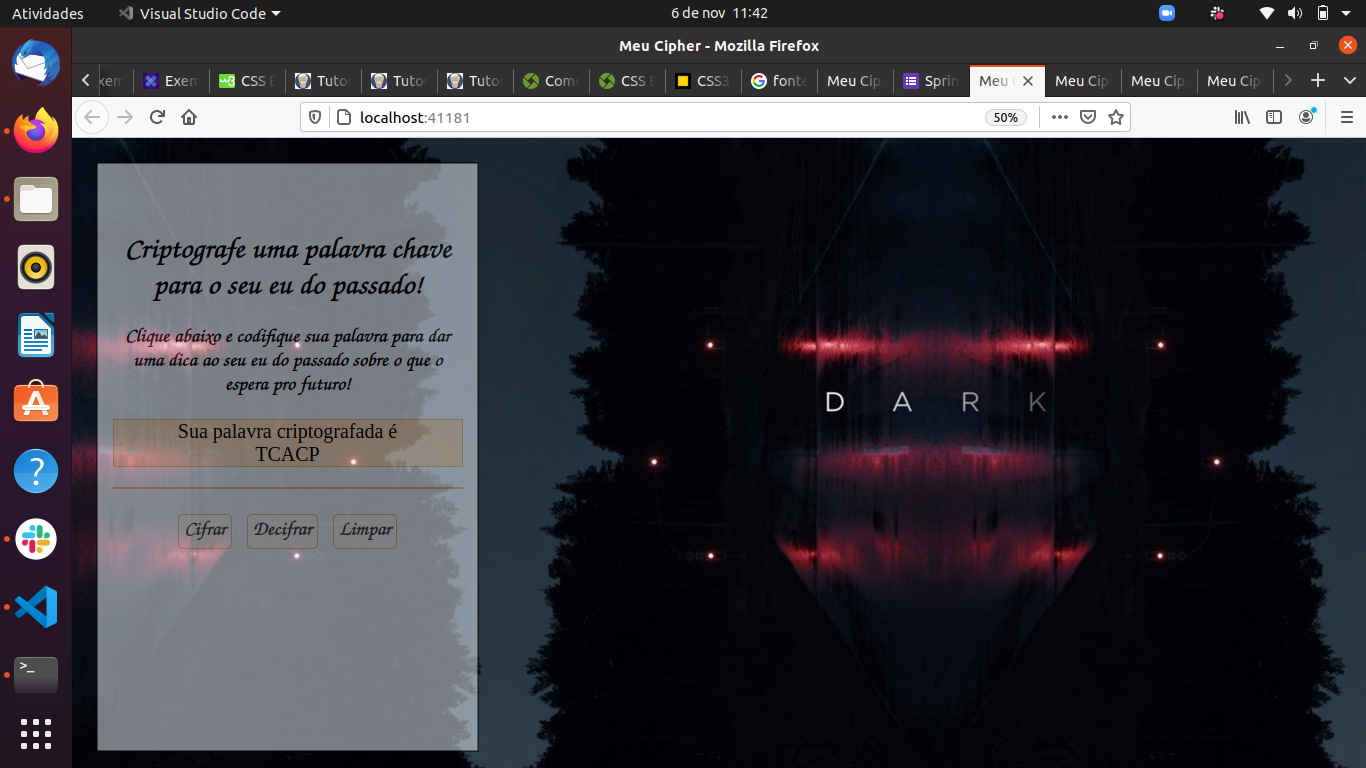 Atividades
Visual Studio Code
6 de nov 11:42
Meu Cipher - Mozilla Firefox
Exem
CSS E
Tuto
Tuto
Tuto
Com
CSS E
CSS3
fonte
Meu Cip
Sprin
Meu C
Meu Cip
Meu Cip
Meu Cip
localhost:41181
50%
Criptografe uma palavra chave
para o seu eu do passado!
Clique abaixo e codifique sua palavra para dar
uma dica ao seu eu do passado sobre o que o
espera pro futuro!
Sua palavra criptografada é
TCACP
Cifrar
Decifrar
Limpar
D A R K